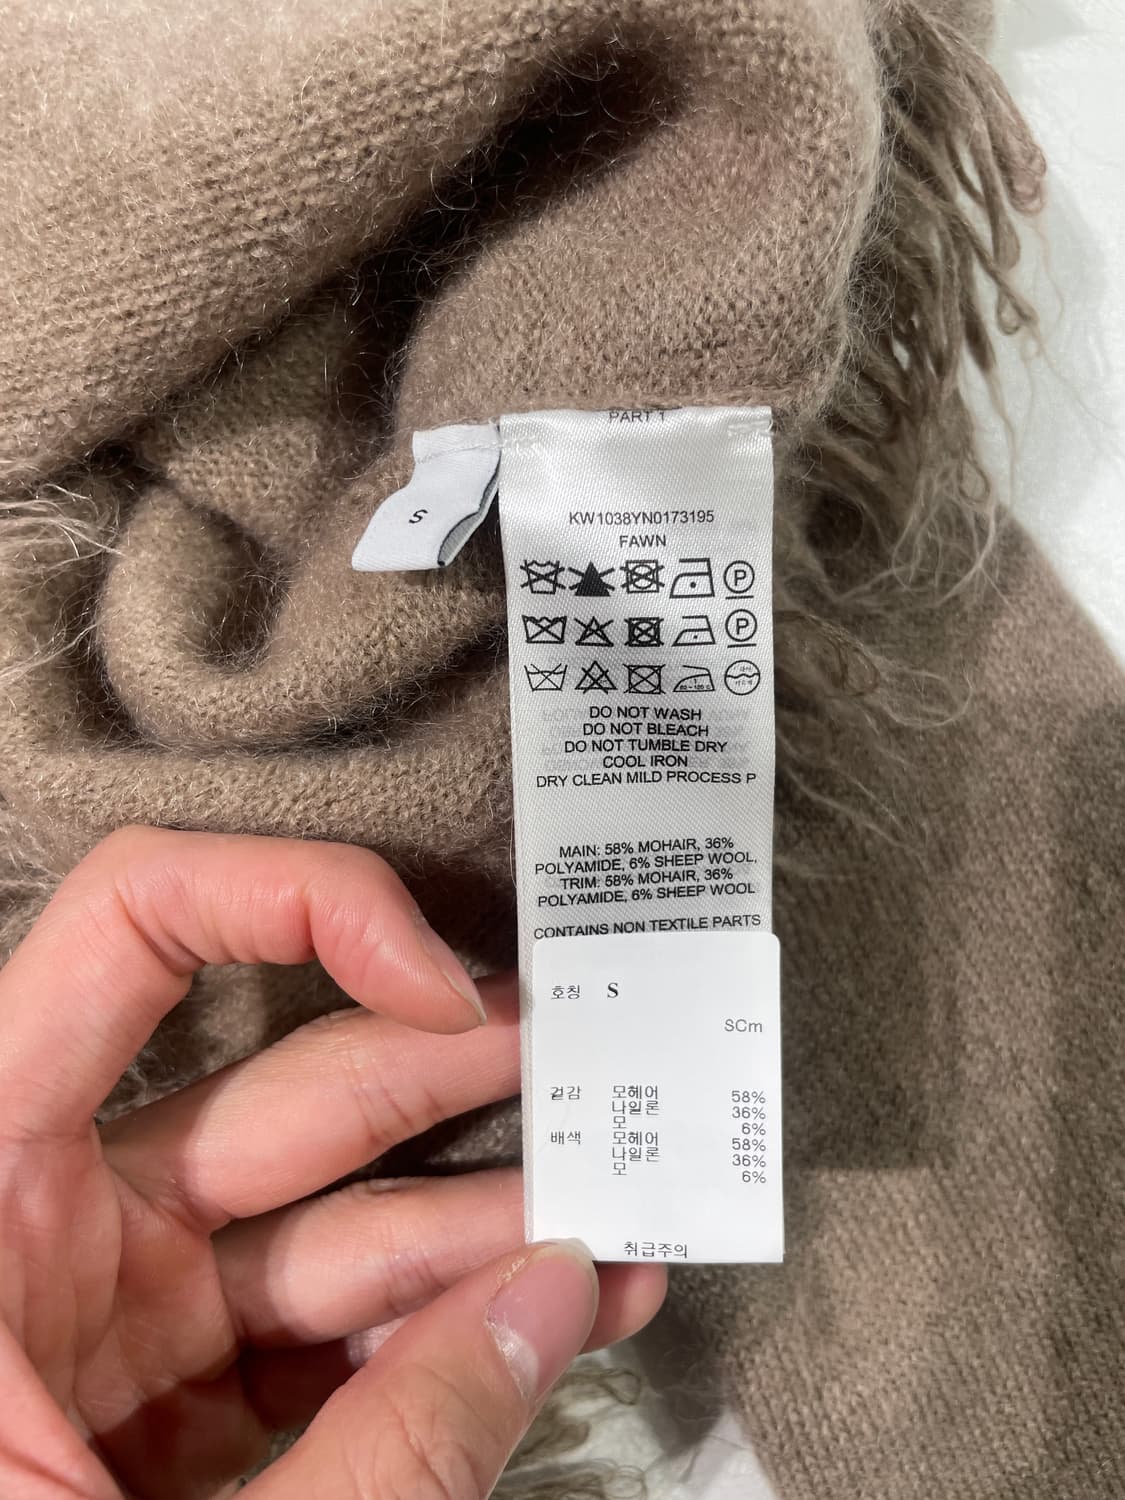 S
PART 1
KW1038YN0173195
FAWN
P
P
DO NOT WASH
DO NOT BLEACH
DO NOT TUMBLE DRY
COOL IRON
DRY CLEAN MILD PROCESS P
MAIN: 58% MOHAIR, 36%
POLYAMIDE, 6% SHEEP WOOL,
TRIM: 58% MOHAIR, 36%
POLYAMIDE, 6% SHEEP WOOL
CONTAINS NON TEXTILE PARTS
호칭 S
SCm
겉감 모헤어 58%
나일론 36%
모 6%
배색 모헤어 58%
나일론 36%
모 6%
취급주의